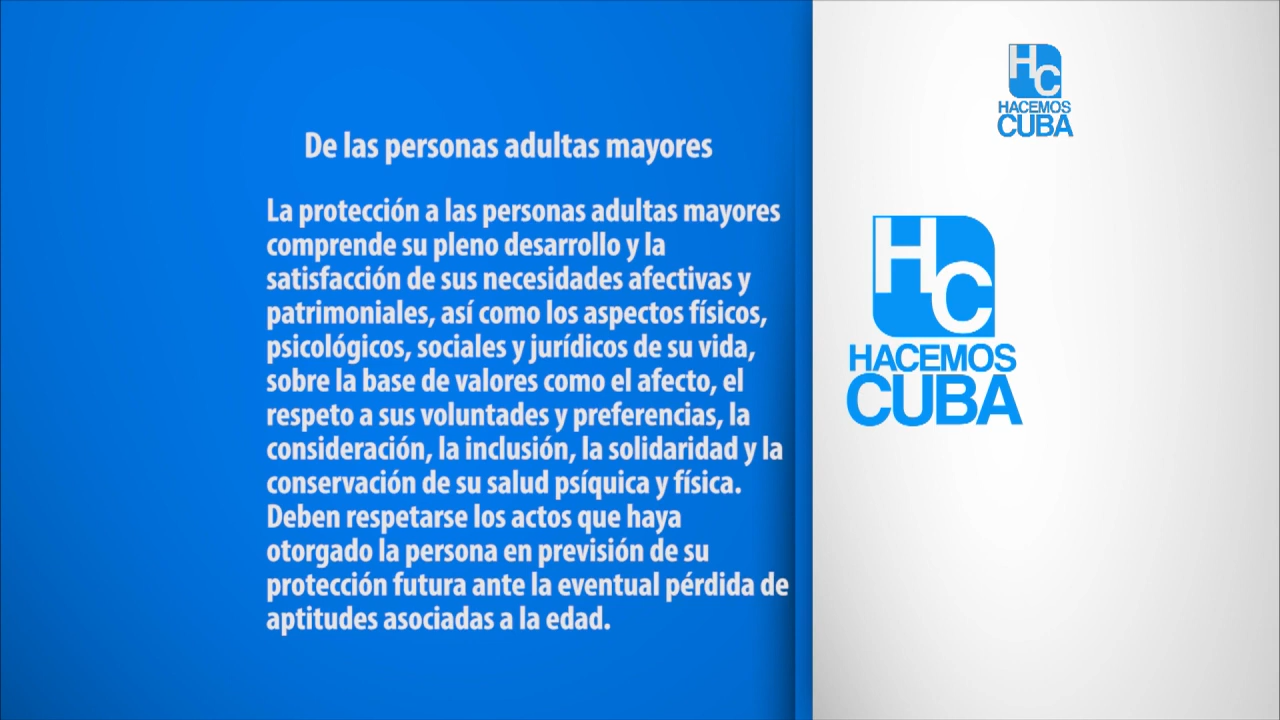 De las personas adultas mayores
La protección a las personas adultas mayores
comprende su pleno desarrollo y la
satisfacción de sus necesidades afectivas y
patrimoniales, así como los aspectos físicos,
psicológicos, sociales y jurídicos de su vida,
sobre la base de valores como el afecto, el
respeto a sus voluntades y preferencias, la
consideración, la inclusión, la solidaridad y la
conservación de su salud psíquica y física.
Deben respetarse los actos que haya
otorgado la persona en previsión de su
protección futura ante la eventual pérdida de
aptitudes asociadas a la edad.
HC
HACEMOS
CUBA
HC
HACEMOS
CUBA